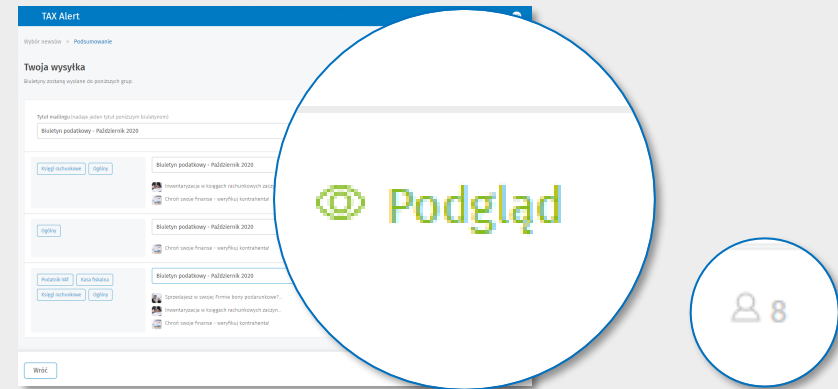 TAX Alert
Wybór newsów > Podsumowanie
Twoja wysyłka
Biuletyny zostaną wysłane do poniższych grup.
Tytuł mailingu (nadaje jeden tytuł poniższym biuletynom)
Biuletyn podatkowy - Październik 2020
Księgi rachunkowe Ogólny
Biuletyn podatkowy - Październik 2020
Inwentaryzacja w księgach rachunkowych zaczyn
Chroń swoje finanse - weryfikuj kontrahenta!
Ogólny
Biuletyn podatkowy - Październik 2020
Chroń swoje finanse - weryfikuj kontrahenta!
Podatnik VAT Kasa fiskalna
Księgi rachunkowe Ogólny
Biuletyn podatkowy - Październik 2020
Sprzedajesz w swojej firmie bony podarunkowe?..
Inwentaryzacja w księgach rachunkowych zaczyn..
Chroń swoje finanse - weryfikuj kontrahenta!
Wróć
Podgląd
8